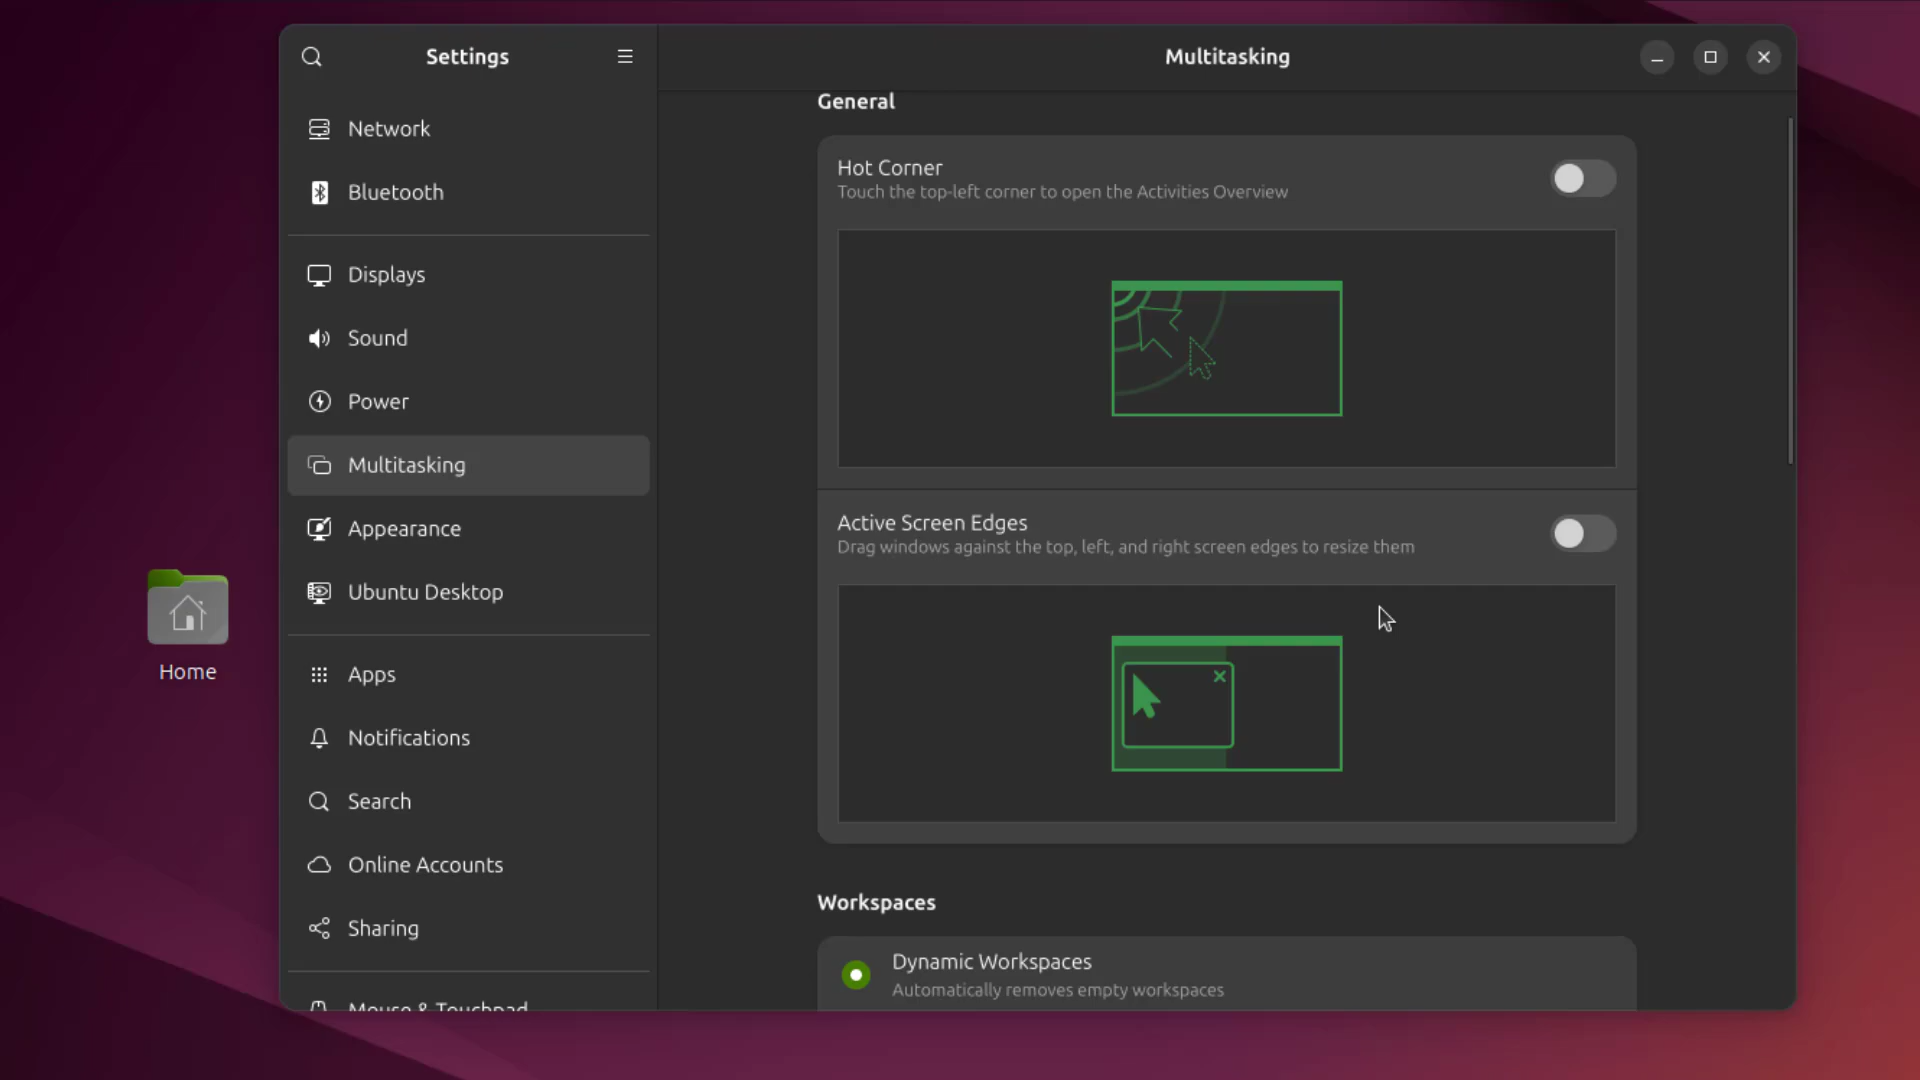 Settings
Network
Bluetooth
Displays
Sound
Power
Multitasking
Appearance
Ubuntu Desktop
Apps
Notifications
Search
Online Accounts
Sharing
Mouse & Touchpad
Home
Multitasking
General
Hot Corner
Touch the top-left corner to open the Activities Overview
Active Screen Edges
Drag windows against the top, left, and right screen edges to resize them
Workspaces
Dynamic Workspaces
Automatically removes empty workspaces